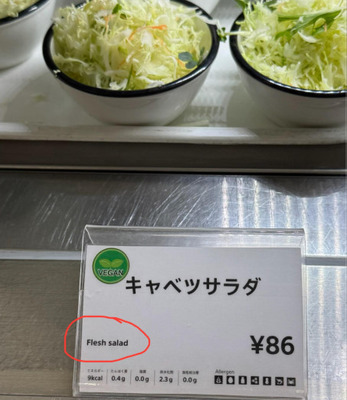 VEGAN
キャベツサラダ
Flesh salad
¥86
Allergen
9kcal 0.4g 0.0g 2.3g 0.0g